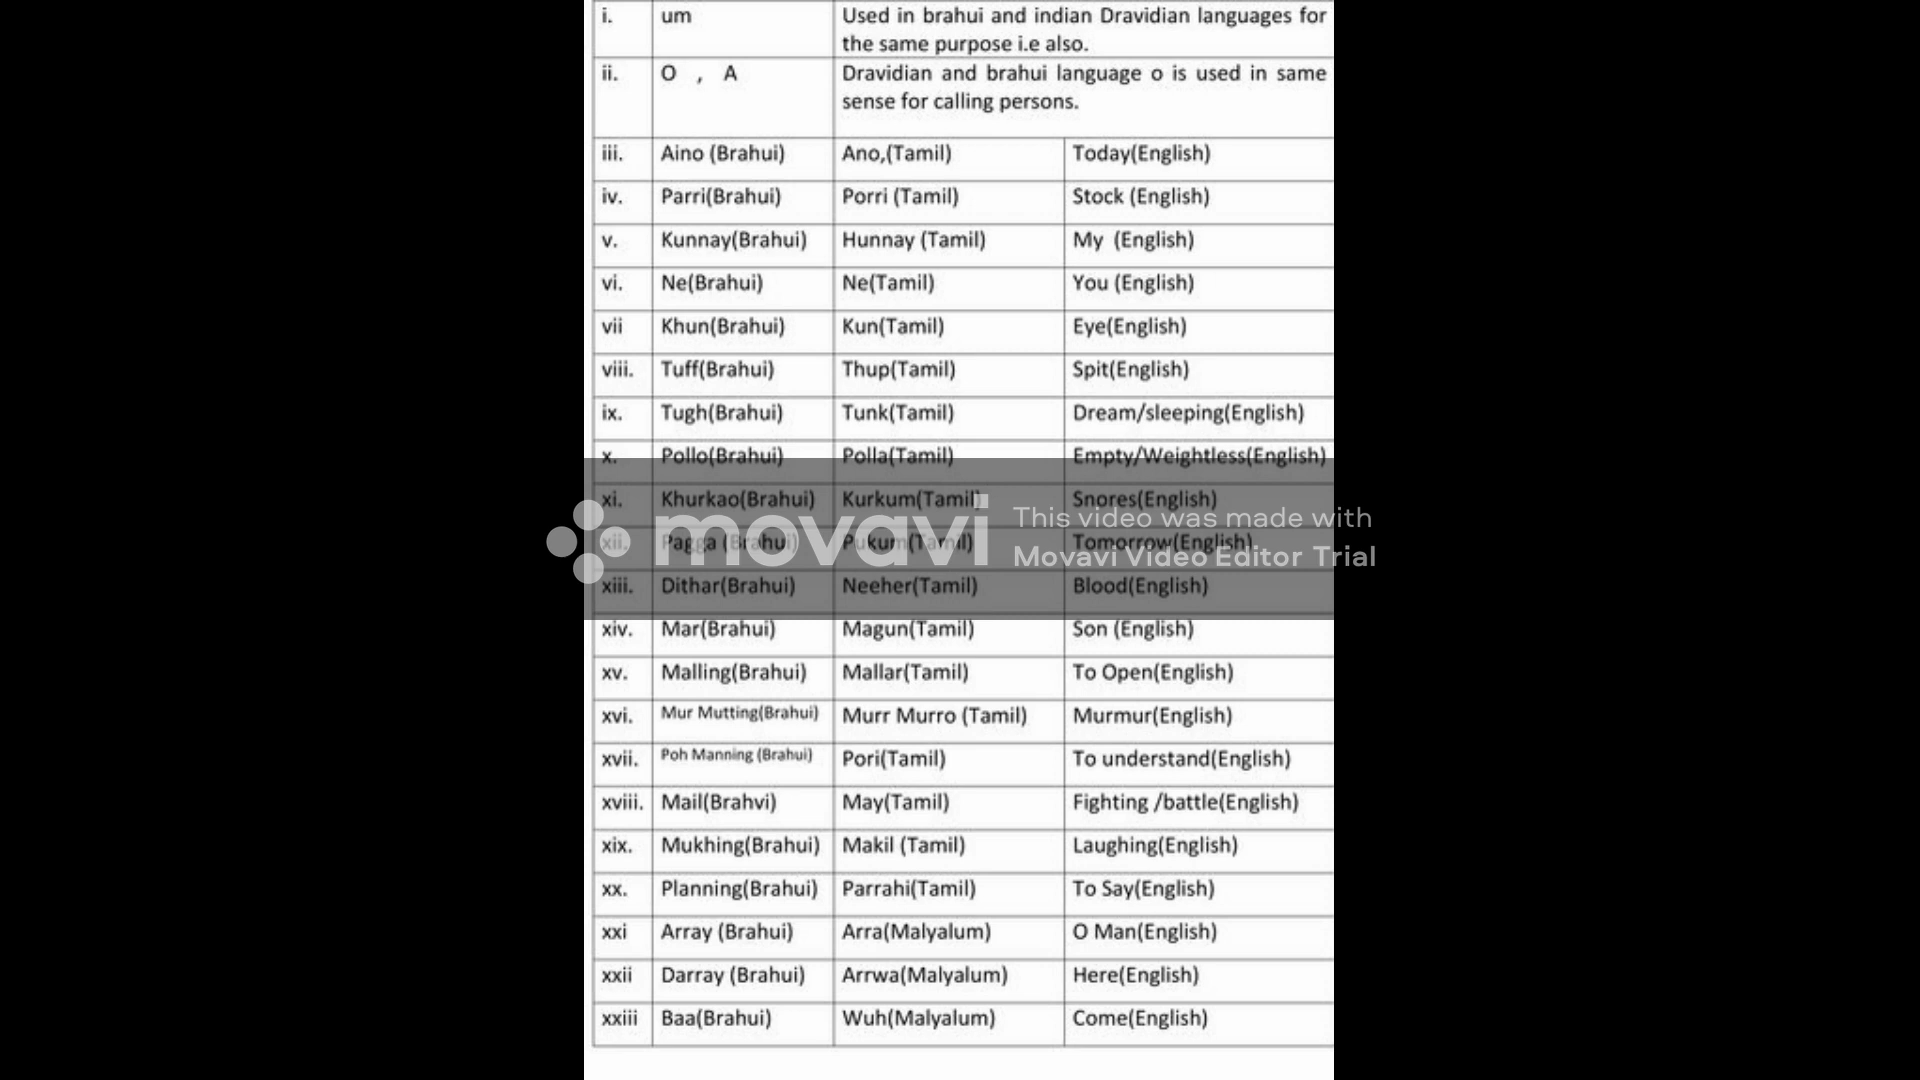 i. um Used in brahui and indian Dravidian languages for
the same purpose i.e also.
ii. O , A Dravidian and brahui language o is used in same
sense for calling persons.
iii. Aino (Brahui) Ano,(Tamil) Today(English)
iv. Parri(Brahui) Porri (Tamil) Stock (English)
v. Kunnay(Brahui) Hunnay (Tamil) My (English)
vi. Ne(Brahui) Ne(Tamil) You (English)
vii Khun(Brahui) Kun(Tamil) Eye(English)
viii. Tuff(Brahui) Thup(Tamil) Spit(English)
ix. Tugh(Brahui) Tunk(Tamil) Dream/sleeping(English)
x. Pollo(Brahui) Polla(Tamil) Empty/Weightless(English)
xi. Khurkao(Brahui) Kurkum(Tamil) Snores(English)
xii. Pagga (Brahui) Pukum(Tamil) Tomorrow(English)
xiii. Dithar(Brahui) Neeher(Tamil) Blood(English)
xiv. Mar(Brahui) Magun(Tamil) Son (English)
xv. Malling(Brahui) Mallar(Tamil) To Open(English)
xvi. Mur Mutting(Brahui) Murr Murro (Tamil) Murmur(English)
xvii. Poh Manning (Brahui) Pori(Tamil) To understand(English)
xviii. Mail(Brahvi) May(Tamil) Fighting /battle(English)
xix. Mukhing(Brahui) Makil (Tamil) Laughing(English)
xx. Planning(Brahui) Parrahi(Tamil) To Say(English)
xxi Array (Brahui) Arra(Malyalum) O Man(English)
xxii Darray (Brahui) Arrwa(Malyalum) Here(English)
xxiii Baa(Brahui) Wuh(Malyalum) Come(English)
movavi
This video was made with
Movavi Video Editor Trial